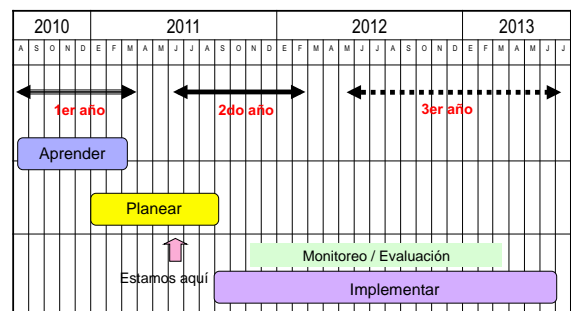 2010 2011 2012 2013
A S O N D E F M A M J J A S O N D E F M A M J J A S O N D E F M A M J J
1er año 2do año 3er año
Aprender
Planear
Monitoreo / Evaluación
Estamos aquí
Implementar